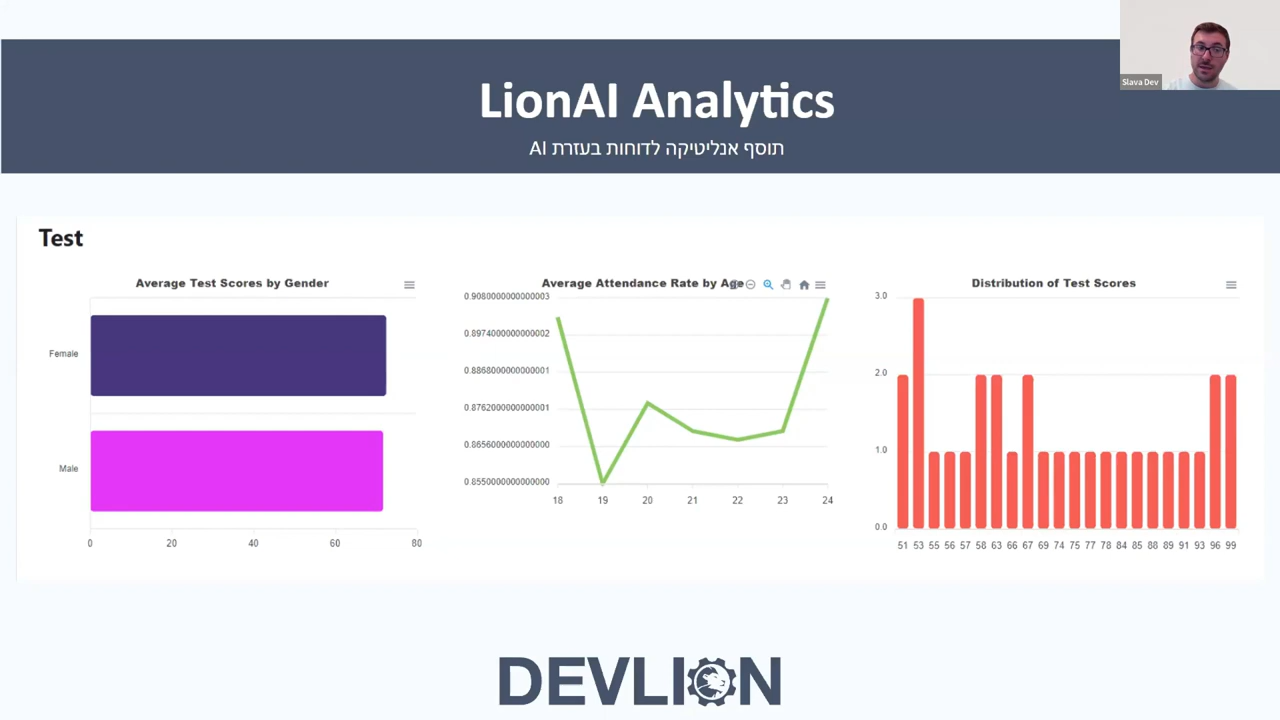 Slava Dev
LionAI Analytics
תוסף אנליטיקה לדוחות בעזרת AI
Test
Average Test Scores by Gender
Female
Male
0 20 40 60 80
Average Attendance Rate by Age
0.9080000000000003
0.8974000000000002
0.8868000000000001
0.8762000000000001
0.8656000000000000
0.8550000000000000
18 19 20 21 22 23 24
Distribution of Test Scores
3.0
2.0
1.0
0.0
51 53 55 56 57 58 63 66 67 69 74 75 77 78 84 85 88 89 91 93 96 99
DEVLION